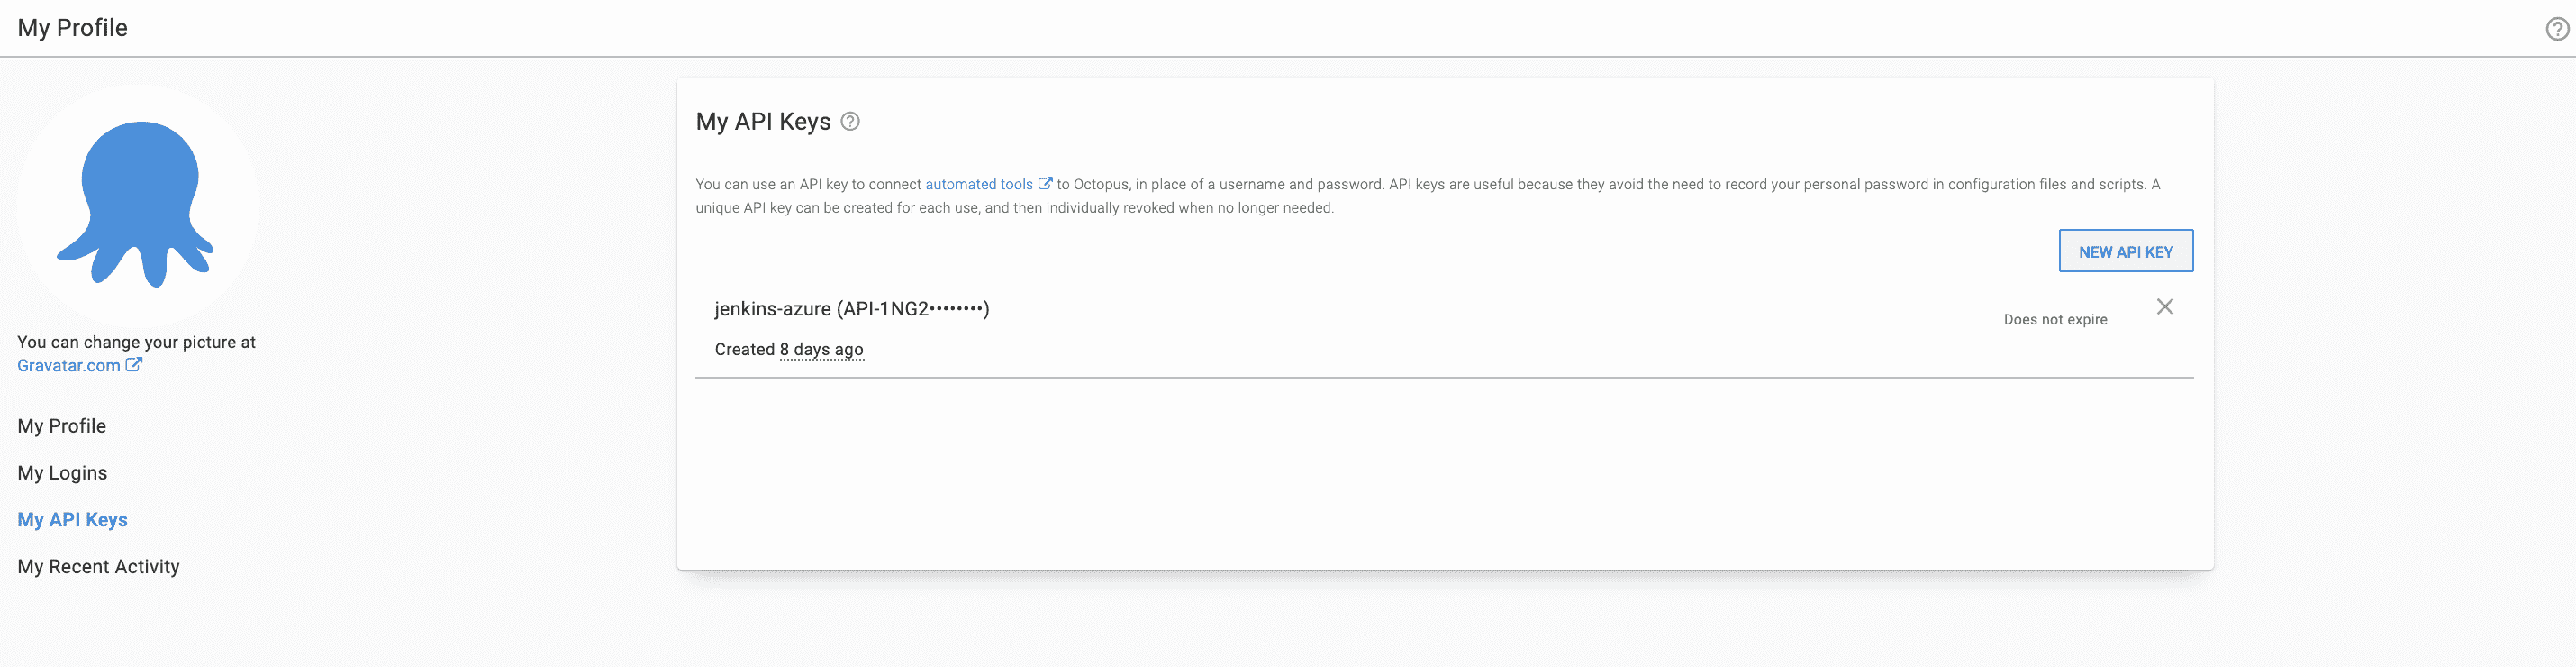 My Profile
You can change your picture at
Gravatar.com
My Profile
My Logins
My API Keys
My Recent Activity
My API Keys
You can use an API key to connect automated tools to Octopus, in place of a username and password. API keys are useful because they avoid the need to record your personal password in configuration files and scripts. A
unique API key can be created for each use, and then individually revoked when no longer needed.
NEW API KEY
jenkins-azure (API-1NG2••••••••)
Does not expire
Created 8 days ago